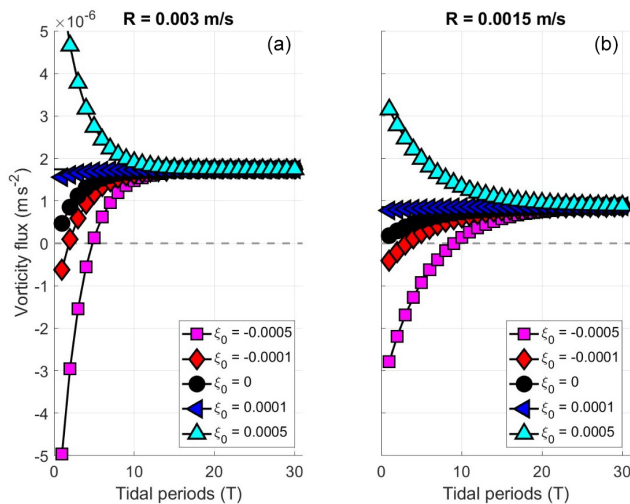 R = 0.003 m/s
R = 0.0015 m/s
×10⁻⁶
(a)
(b)
Vorticity flux (m s⁻²)
5
4
3
2
1
0
-1
-2
-3
-4
-5
ξ₀ = -0.0005
ξ₀ = -0.0001
ξ₀ = 0
ξ₀ = 0.0001
ξ₀ = 0.0005
ξ₀ = -0.0005
ξ₀ = -0.0001
ξ₀ = 0
ξ₀ = 0.0001
ξ₀ = 0.0005
0 10 20 30
0 10 20 30
Tidal periods (T)
Tidal periods (T)